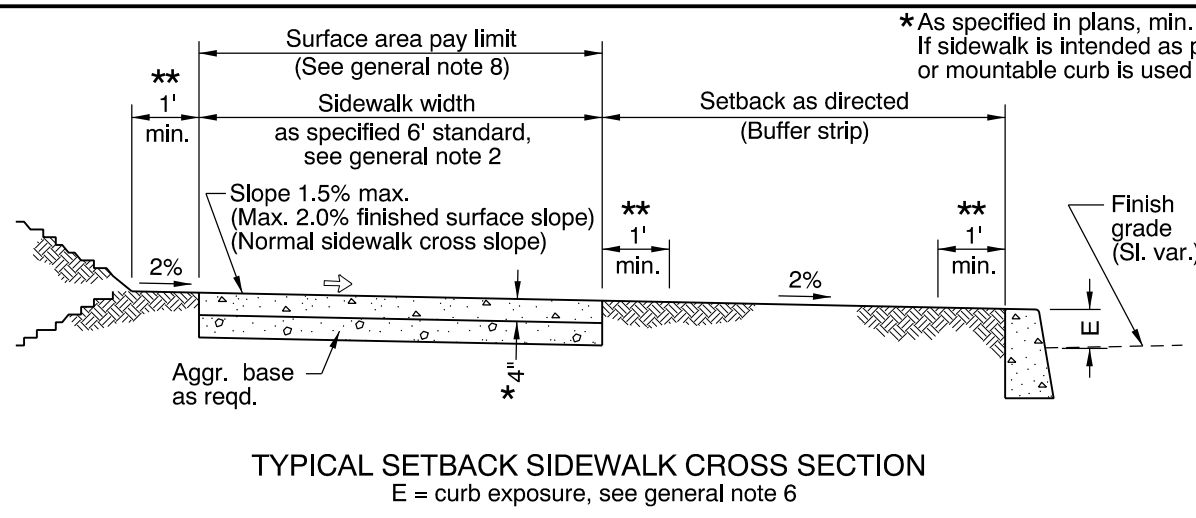 *As specified in plans, min.
If sidewalk is intended as
or mountable curb is used
Surface area pay limit
(See general note 8)
**
1'
min.
Sidewalk width
as specified 6' standard,
see general note 2
Setback as directed
(Buffer strip)
Slope 1.5% max.
(Max. 2.0% finished surface slope)
(Normal sidewalk cross slope)
**
1'
min.
**
1'
min.
Finish
grade
(Sl. var.)
2%
2%
E
Aggr. base
as reqd.
*4"
TYPICAL SETBACK SIDEWALK CROSS SECTION
E = curb exposure, see general note 6